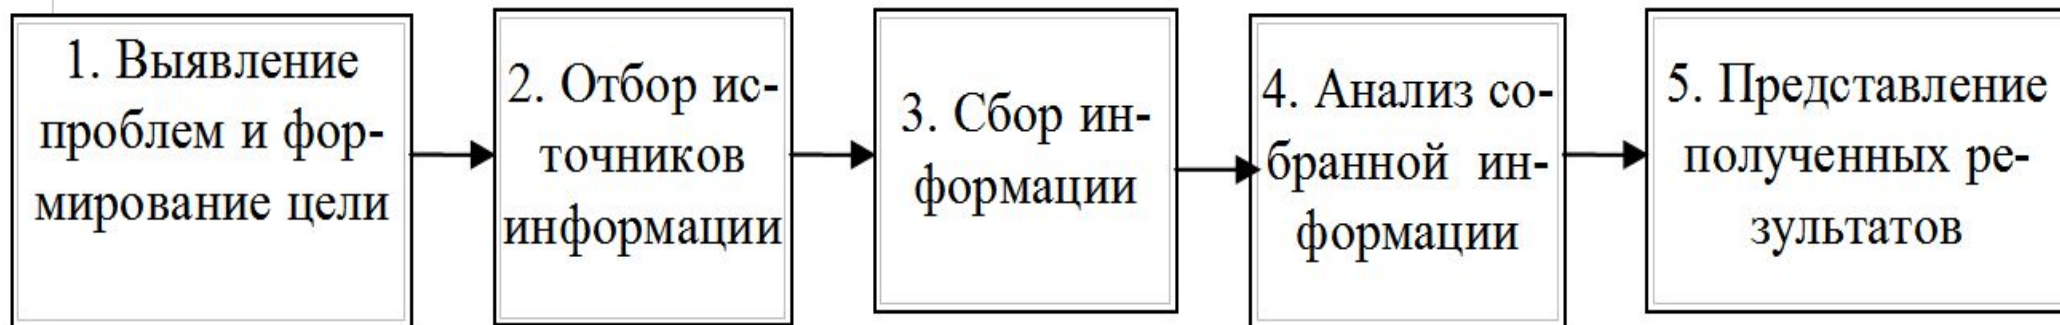 1. Выявление
проблем и фор-
мирование цели
2. Отбор ис-
точников
информации
3. Сбор ин-
формации
4. Анализ со-
бранной ин-
формации
5. Представление
полученных ре-
зультатов